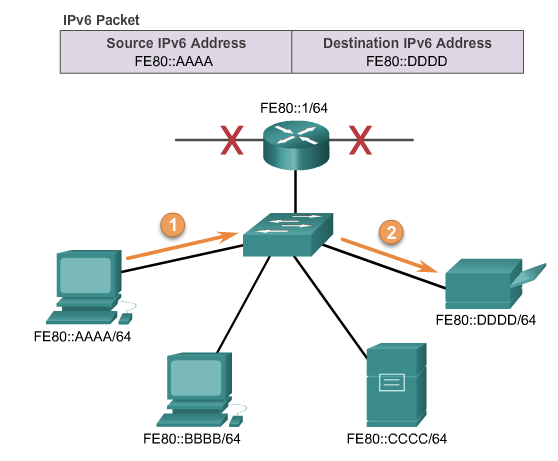 IPv6 Packet
Source IPv6 Address
Destination IPv6 Address
FE80::AAAA
FE80::DDDD
FE80::1/64
1
2
FE80::AAAA/64
FE80::DDDD/64
FE80::BBBB/64
FE80::CCCC/64